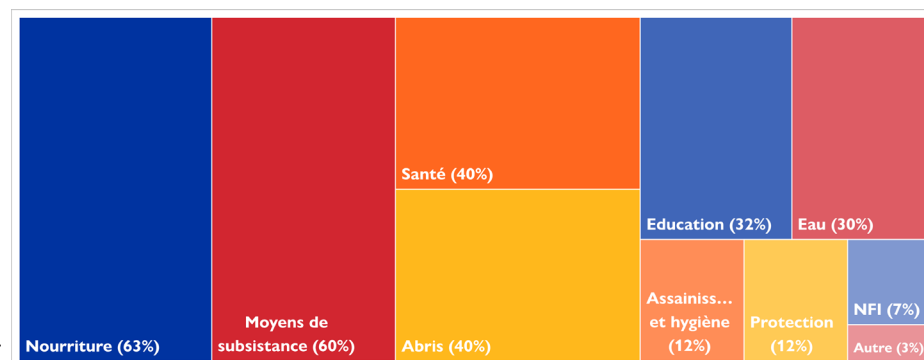 Nourriture (63%)
Moyens de
subsistance (60%)
Santé (40%)
Abris (40%)
Education (32%)
Eau (30%)
Assainiss…
et hygiène
(12%)
Protection
(12%)
NFI (7%)
Autre (3%)